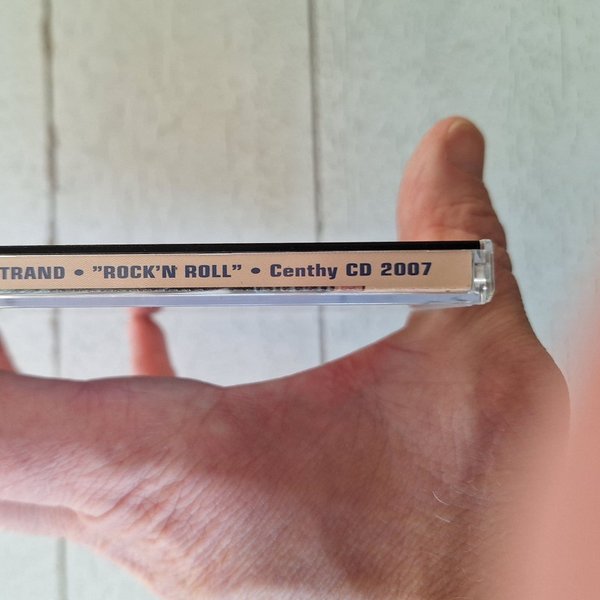 TRAND • ”ROCK’N ROLL” • Centhy CD 2007